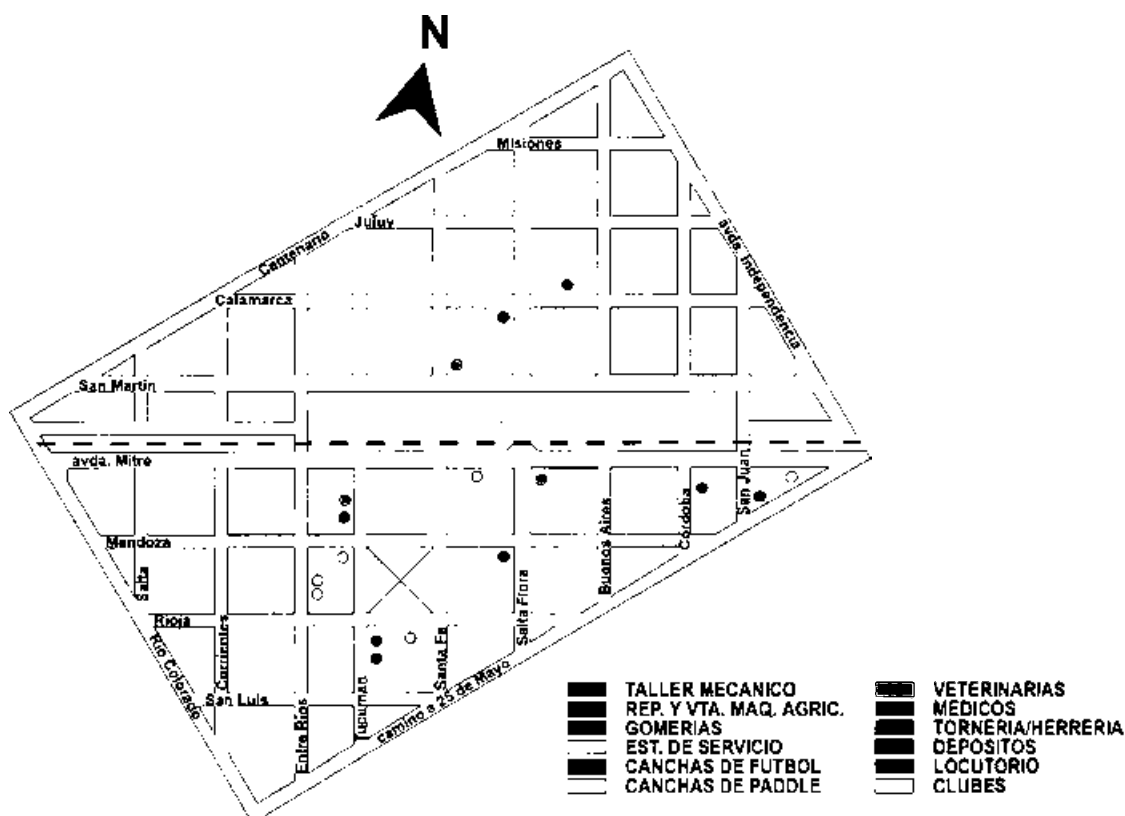 N
Misiones
Jujuy
Centenario
avda. Independencia
Catamarca
San Martin
avda. Mitre
San Juan
Cordoba
Buenos Aires
Mendoza
Salta
Salta Flora
Rioja
Corrientes
Santa Fe
Rio Colorado
San Luis
Tucuman
Entre Rios
camino a 25 de Mayo
TALLER MECANICO
REP. Y VTA. MAQ. AGRIC.
GOMERIAS
EST. DE SERVICIO
CANCHAS DE FUTBOL
CANCHAS DE PADDLE
VETERINARIAS
MEDICOS
TORNERIA/HERRERIA
DEPOSITOS
LOCUTORIO
CLUBES